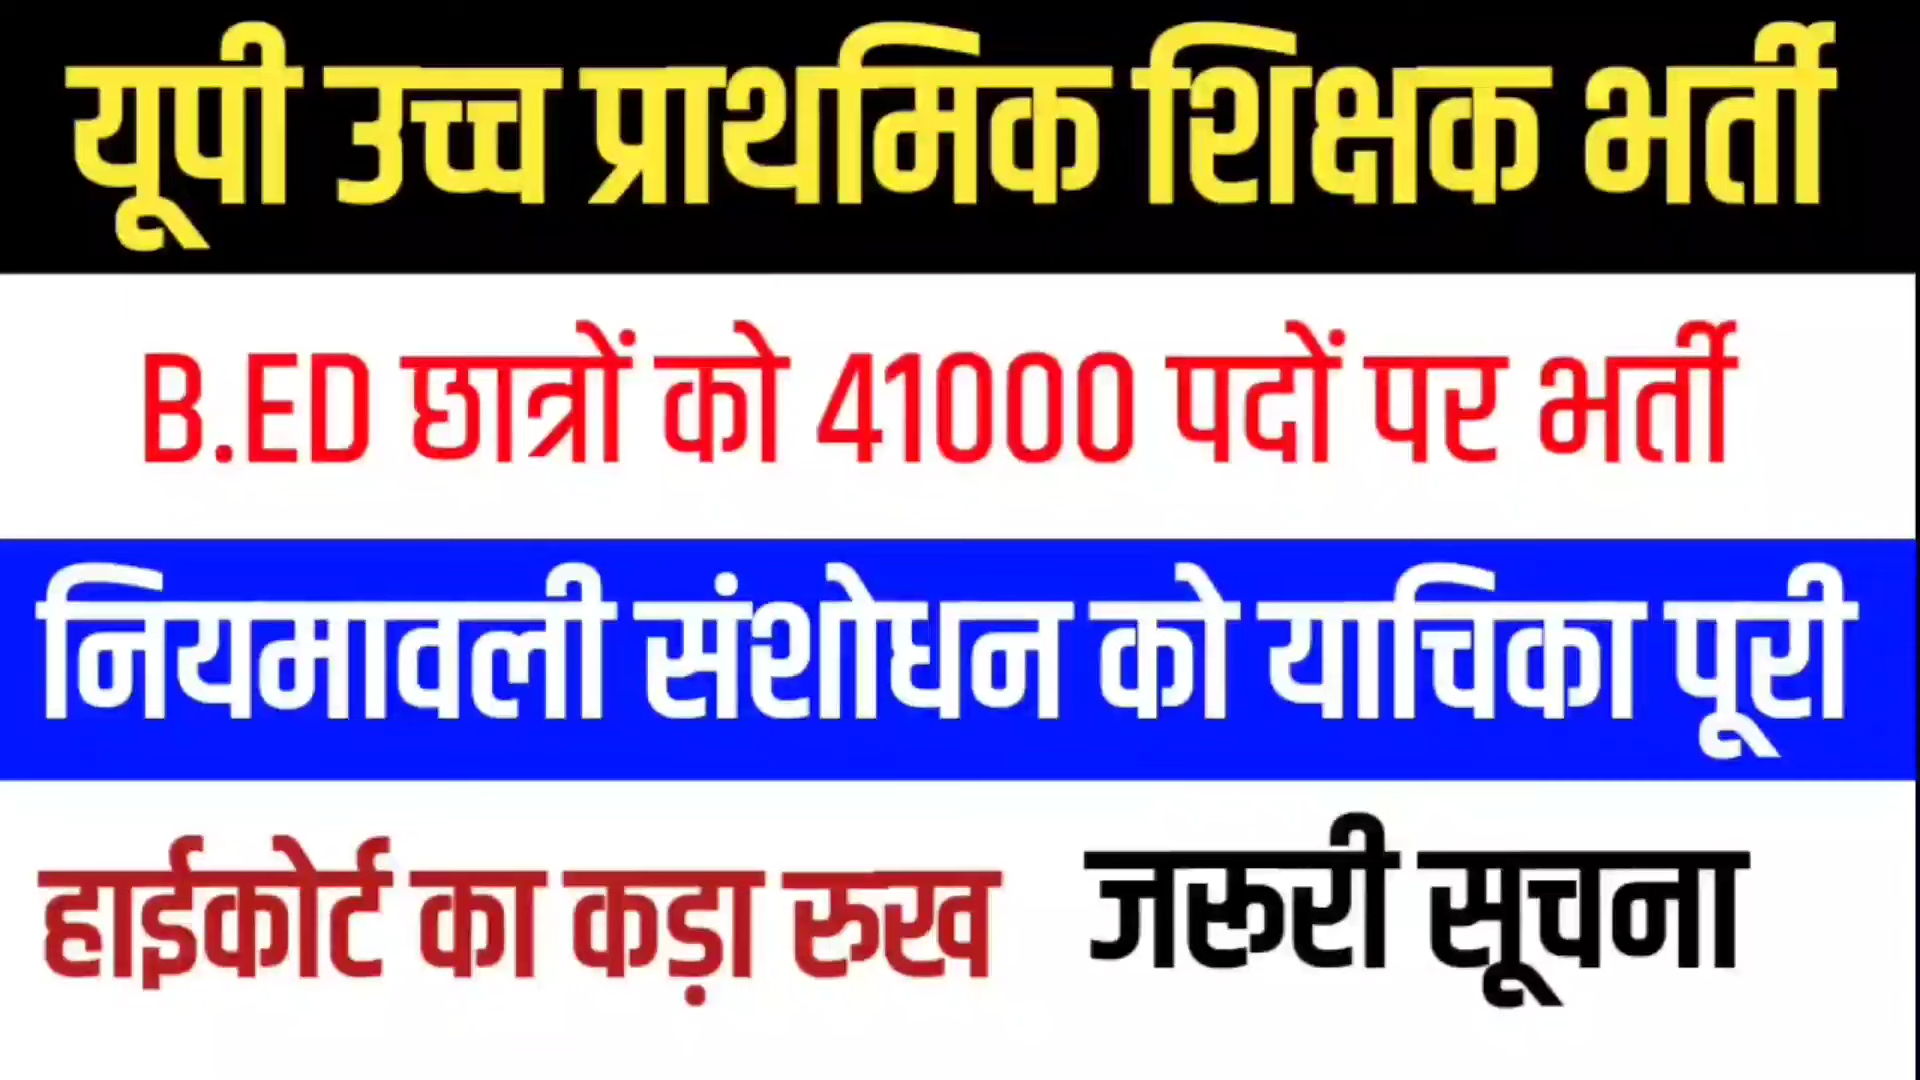 यूपी उच्च प्राथमिक शिक्षक भर्ती
B.ED छात्रों को 41000 पदों पर भर्ती
नियमावली संशोधन को याचिका पूरी
हाईकोर्ट का कड़ा रुख जरूरी सूचना